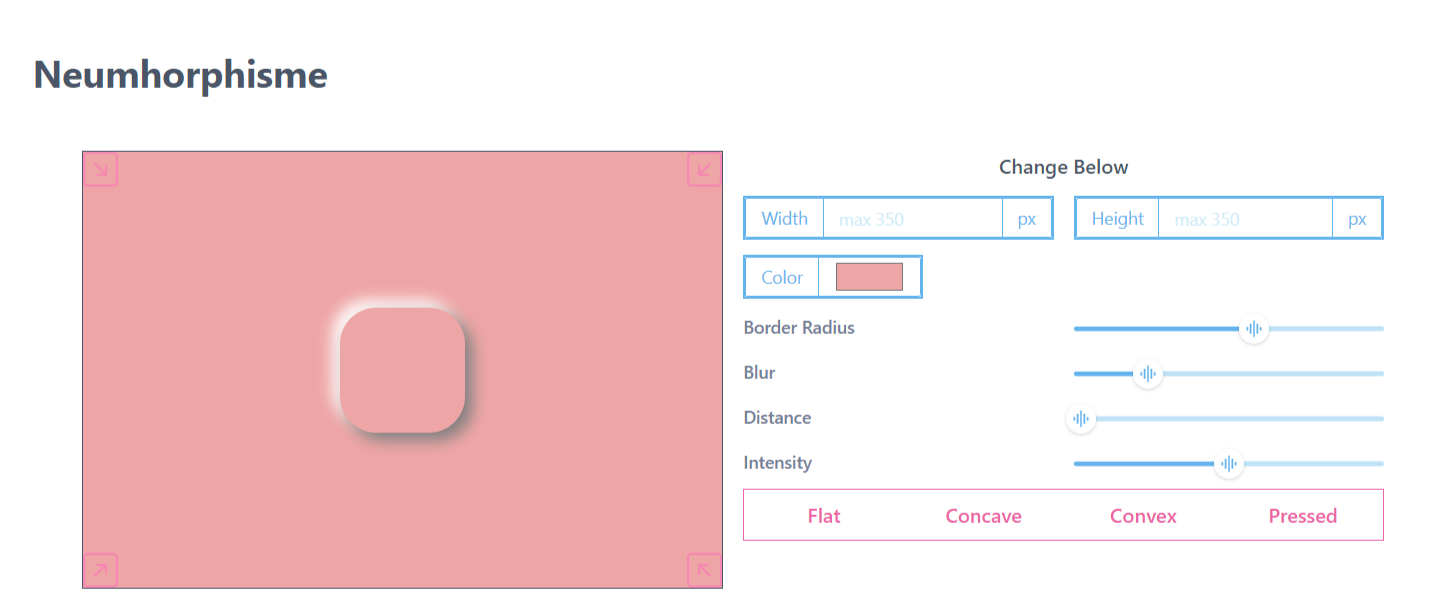 Neumhorphisme
Change Below
Width max 350 px Height max 350 px
Color
Border Radius
Blur
Distance
Intensity
Flat Concave Convex Pressed